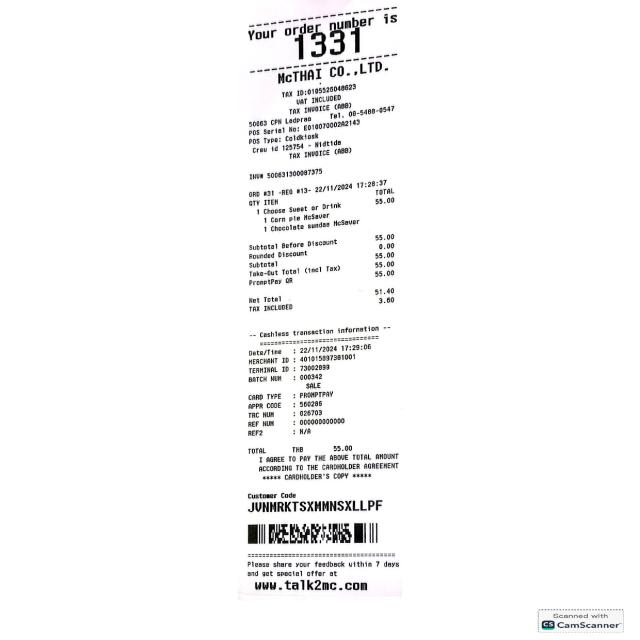 Your order number is
1331
McTHAI CO.,LTD.
TAX ID:0105526048623
VAT INCLUDED
TAX INVOICE (ABB)
50063 CPN Ladprao Tel. 08-5488-0547
POS Serial No: E010070002A2143
POS Type: Coldkiosk
Crew id 125754 - Nidtida
TAX INVOICE (ABB)
INV# 500631300087375
ORD #31 -REG #13- 22/11/2024 17:28:37
QTY ITEM TOTAL
1 Choose Sweet or Drink 55.00
1 Corn pie McSaver
1 Chocolate sundae McSaver
Subtotal Before Discount 55.00
Rounded Discount 0.00
Subtotal 55.00
Take-Out Total (incl Tax) 55.00
PromptPay QR 55.00
Net Total 51.40
TAX INCLUDED 3.60
-- Cashless transaction information --
Date/Time : 22/11/2024 17:29:06
MERCHANT ID : 401015097301001
TERMINAL ID : 73002099
BATCH NUM : 000342
SALE
CARD TYPE : PROMPTPAY
APPR CODE : 560286
TRC NUM : 026703
REF NUM : 000000000000
REF2 : N/A
TOTAL THB 55.00
I AGREE TO PAY THE ABOVE TOTAL AMOUNT
ACCORDING TO THE CARDHOLDER AGREEMENT
***** CARDHOLDER'S COPY *****
Customer Code
JVNMRKTSXMMNSXLLPF
Please share your feedback within 7 days
and get special offer at
www.talk2mc.com
Scanned with
CS CamScanner